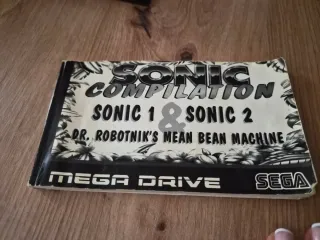 SONIC
COMPILATION
SONIC 1 & SONIC 2
DR. ROBOTNIK'S MEAN BEAN MACHINE
MEGA DRIVE SEGA